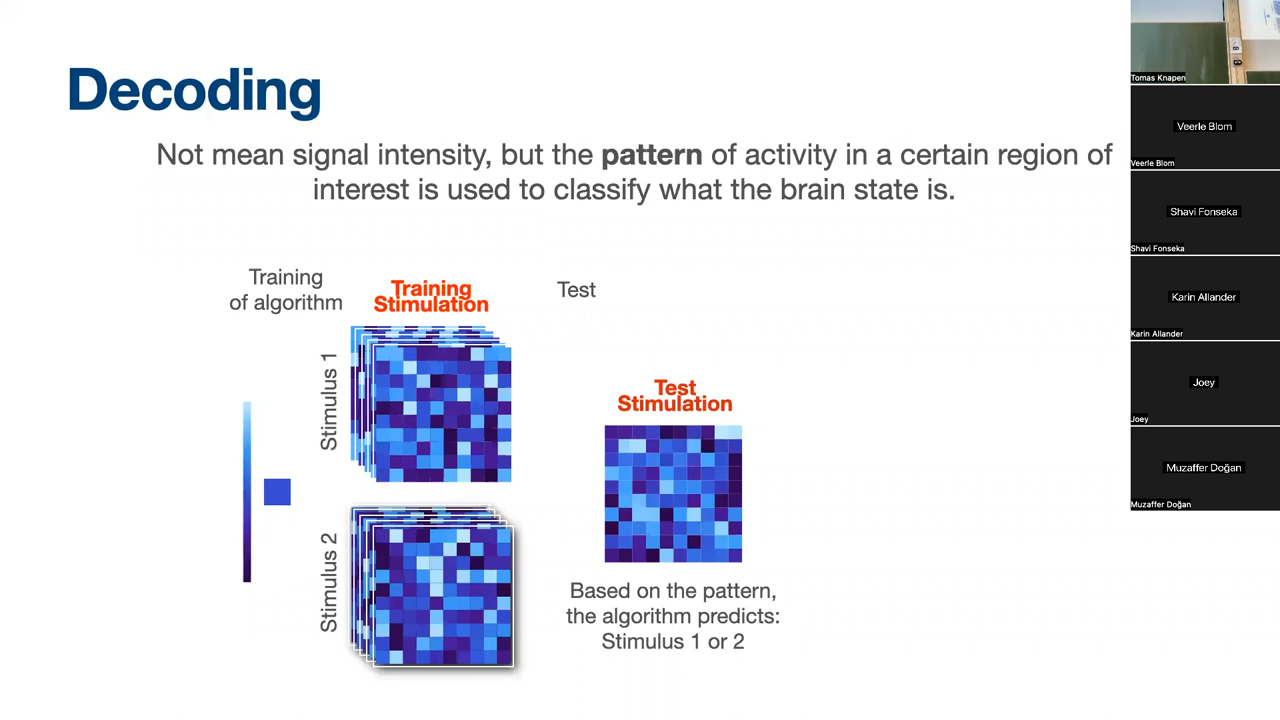 Decoding
Not mean signal intensity, but the pattern of activity in a certain region of
interest is used to classify what the brain state is.
Training
of algorithm
Training
Stimulation
Test
Stimulus 1
Stimulus 2
Test
Stimulation
Based on the pattern,
the algorithm predicts:
Stimulus 1 or 2
Tomas Knapen
Veerle Blom
Veerle Blom
Shavi Fonseka
Shavi Fonseka
Karin Allander
Karin Allander
Joey
Joey
Muzaffer Doğan
Muzaffer Doğan